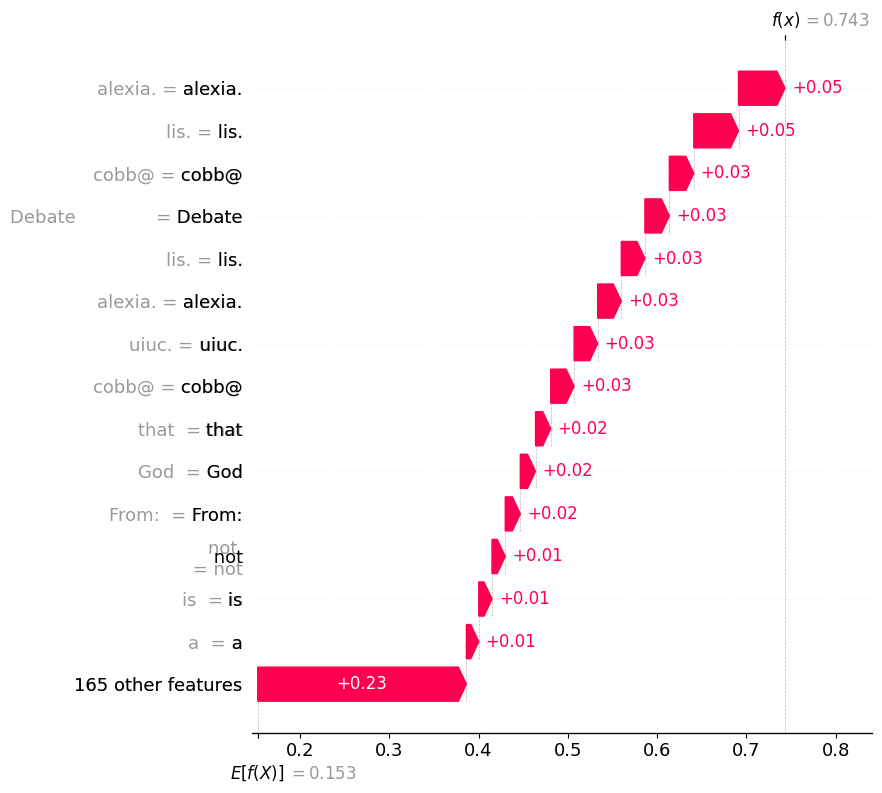 f(x) = 0.743
alexia. = alexia.
+0.05
lis. = lis.
+0.05
cobb@ = cobb@
+0.03
Debate = Debate
+0.03
lis. = lis.
+0.03
alexia. = alexia.
+0.03
uiuc. = uiuc.
+0.03
cobb@ = cobb@
+0.03
that = that
+0.02
God = God
+0.02
From: = From:
+0.02
not
not
= not
+0.01
is = is
+0.01
a = a
+0.01
165 other features
+0.23
0.2 0.3 0.4 0.5 0.6 0.7 0.8
E[f(X)] = 0.153